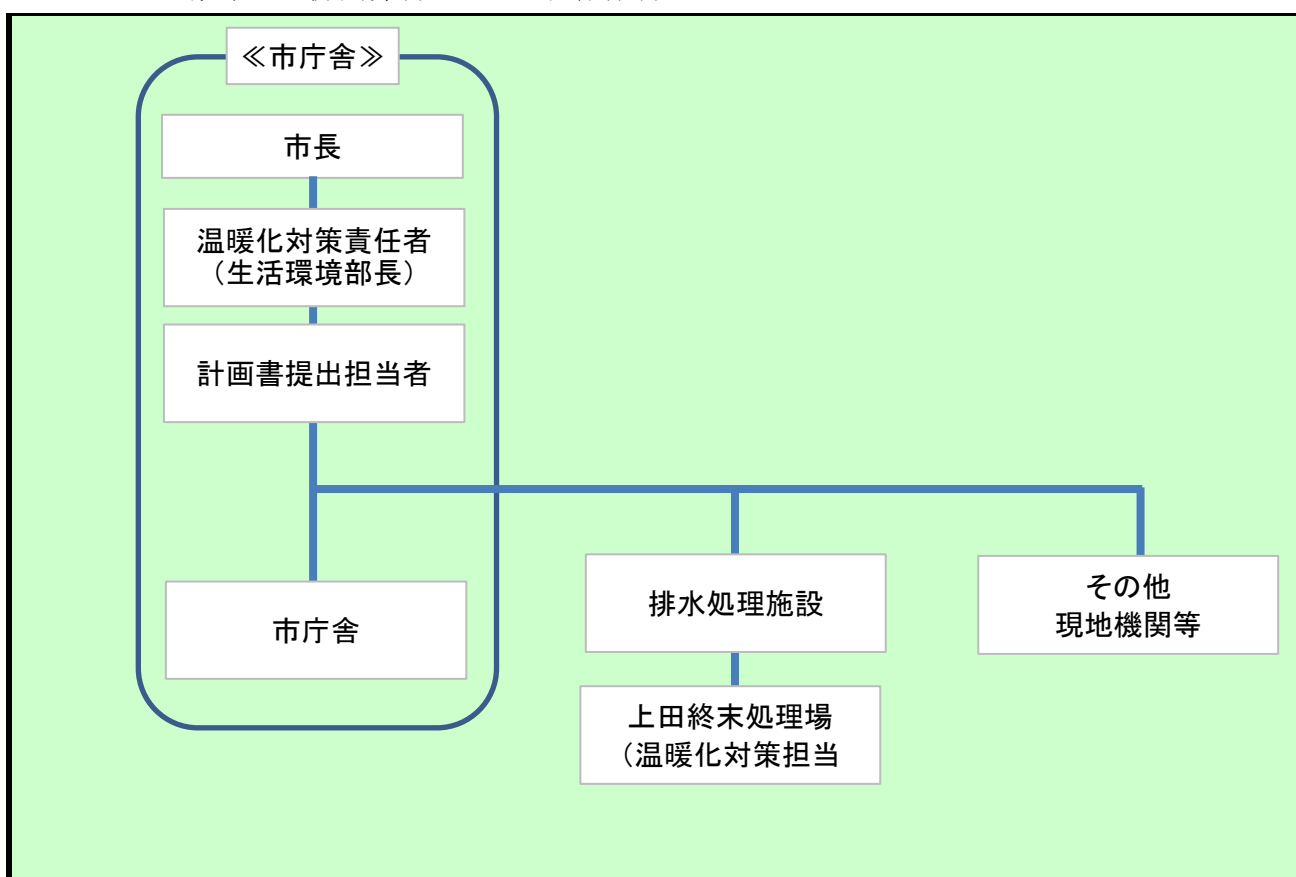 ≪市庁舎≫
市長
温暖化対策責任者
（生活環境部長）
計画書提出担当者
市庁舎
排水処理施設
その他
現地機関等
上田終末処理場
（温暖化対策担当